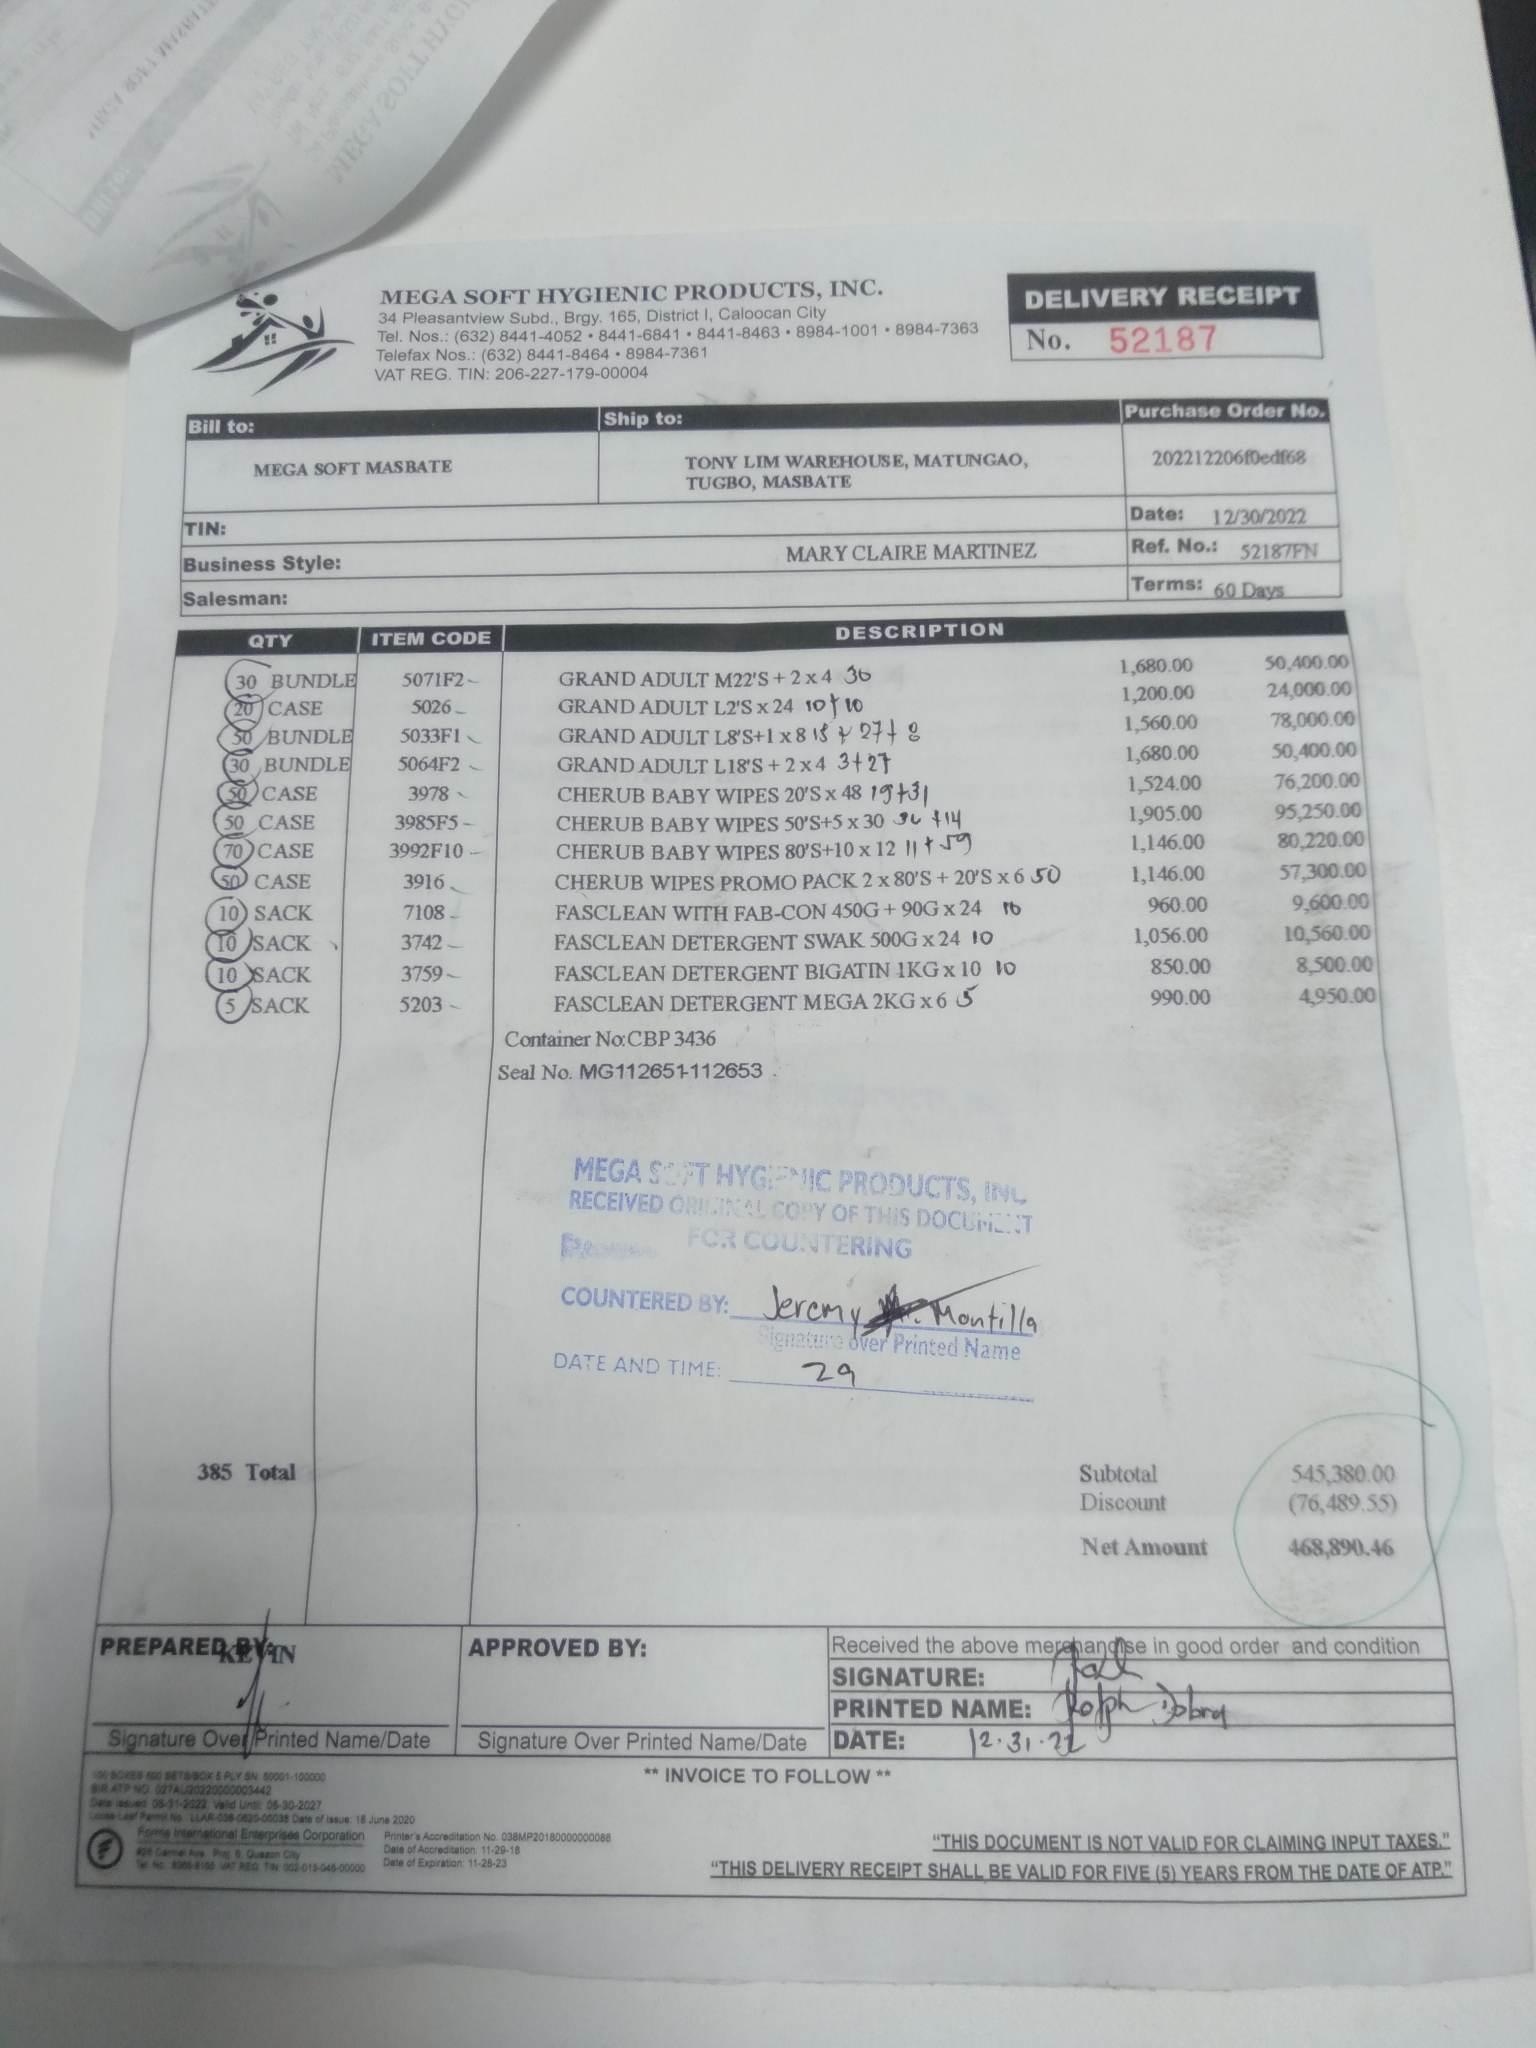 MEGA SOFT HYGIENIC PRODUCTS, INC.
34 Pleasantview Subd., Brgy. 165, District I, Caloocan City
Tel. Nos.: (632) 8441-4052 • 8441-6841 • 8441-8463 • 8984-1001 • 8984-7363
Telefax Nos.: (632) 8441-8464 • 8984-7361
VAT REG. TIN: 206-227-179-00004
DELIVERY RECEIPT
No. 52187
Bill to: Ship to: Purchase Order No.
MEGA SOFT MASBATE
TONY LIM WAREHOUSE, MATUNGAO,
TUGBO, MASBATE
202212206f0edf68
TIN:
Date: 12/30/2022
Business Style: MARY CLAIRE MARTINEZ
Ref. No.: 52187FN
Salesman:
Terms: 60 Days
QTY ITEM CODE DESCRIPTION
30 BUNDLE 5071F2 GRAND ADULT M22'S + 2 x 4 30 1,680.00 50,400.00
20 CASE 5026 GRAND ADULT L2'S x 24 10+10 1,200.00 24,000.00
50 BUNDLE 5033F1 GRAND ADULT L8'S+1 x 8 15 + 27 + 8 1,560.00 78,000.00
30 BUNDLE 5064F2 GRAND ADULT L18'S + 2 x 4 3+27 1,680.00 50,400.00
50 CASE 3978 CHERUB BABY WIPES 20'S x 48 19+31 1,524.00 76,200.00
50 CASE 3985F5 CHERUB BABY WIPES 50'S+5 x 30 36 +14 1,905.00 95,250.00
70 CASE 3992F10 CHERUB BABY WIPES 80'S+10 x 12 11+59 1,146.00 80,220.00
50 CASE 3916 CHERUB WIPES PROMO PACK 2 x 80'S + 20'S x 6 50 1,146.00 57,300.00
10 SACK 7108 FASCLEAN WITH FAB-CON 450G + 90G x 24 10 960.00 9,600.00
10 SACK 3742 FASCLEAN DETERGENT SWAK 500G x 24 10 1,056.00 10,560.00
10 SACK 3759 FASCLEAN DETERGENT BIGATIN 1KG x 10 10 850.00 8,500.00
5 SACK 5203 FASCLEAN DETERGENT MEGA 2KG x 6 5 990.00 4,950.00
Container No: CBP 3436
Seal No. MG112651-112653
MEGA SOFT HYGIENIC PRODUCTS, INC
RECEIVED ORIGINAL COPY OF THIS DOCUMENT
FOR COUNTERING
COUNTERED BY: Jeremy Montilla
Signature over Printed Name
DATE AND TIME: 29
385 Total
Subtotal 545,380.00
Discount (76,489.55)
Net Amount 468,890.46
PREPARED BY: KEVIN
Signature Over Printed Name/Date
APPROVED BY:
Signature Over Printed Name/Date
Received the above merchandise in good order and condition
SIGNATURE:
PRINTED NAME: Rolph
DATE: 12.31.22
** INVOICE TO FOLLOW **
100 BOXES 500 SETS/BOX 5 PLY SN: 50001-100000
BIR ATP NO. 027AU20220000003442
Date Issued: 08-31-2022 Valid Until: 08-30-2027
Loose-Leaf Permit No. LLAR-038-0620-00035 Date of Issue: 18 June 2020
Forms International Enterprises Corporation
Printer's Accreditation No. 038MP20180000000088
Date of Accreditation: 11-29-18
Date of Expiration: 11-28-23
"THIS DOCUMENT IS NOT VALID FOR CLAIMING INPUT TAXES."
"THIS DELIVERY RECEIPT SHALL BE VALID FOR FIVE (5) YEARS FROM THE DATE OF ATP."